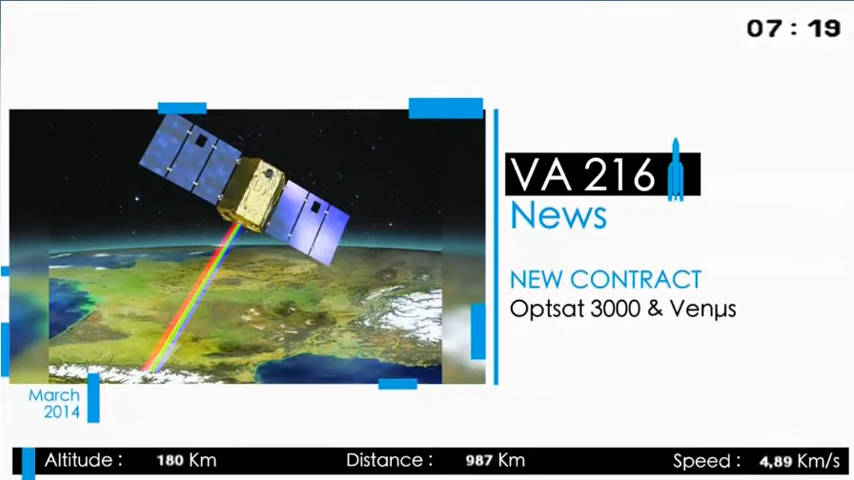 07 : 19
VA 216
News
NEW CONTRACT
Optsat 3000 & Venµs
March
2014
Altitude : 180 Km Distance : 987 Km Speed : 4,89 Km/s